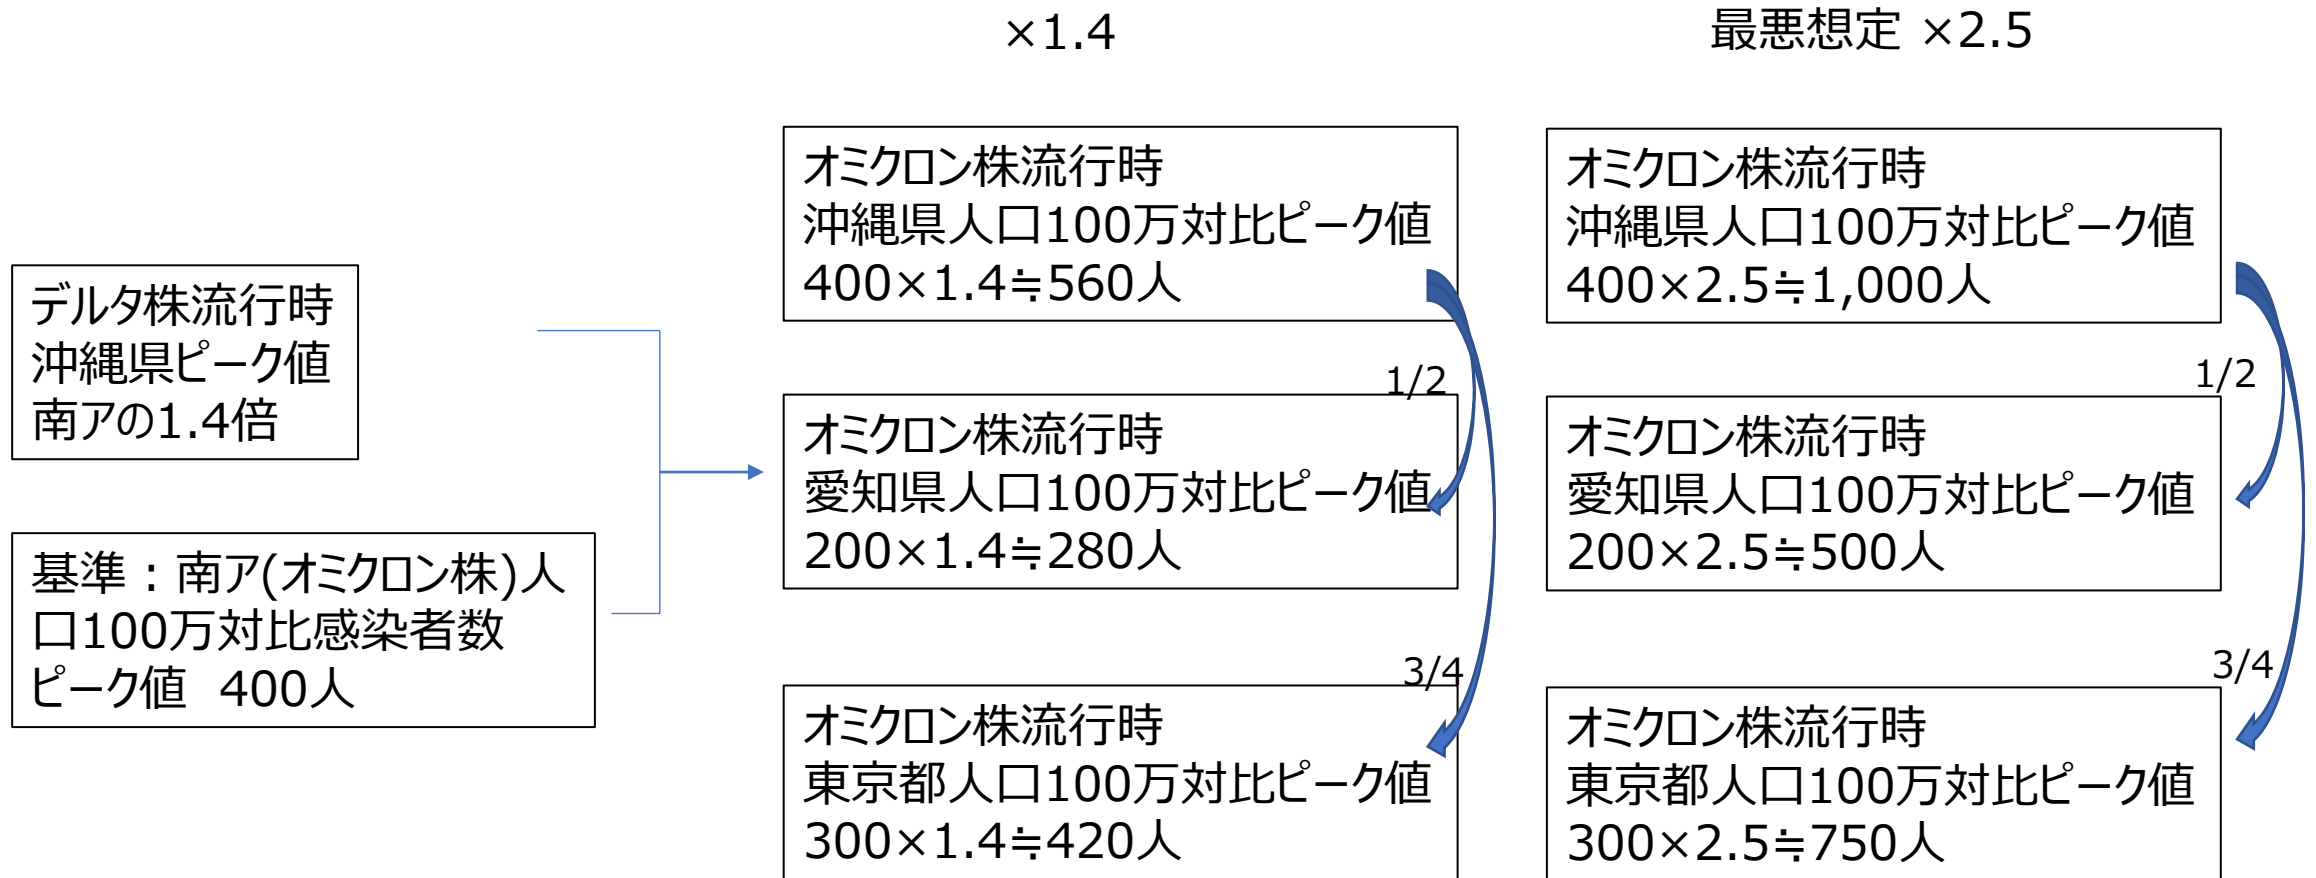 ×1.4
最悪想定 ×2.5
デルタ株流行時
沖縄県ピーク値
南アの1.4倍
基準：南ア(オミクロン株)人
口100万対比感染者数
ピーク値 400人
オミクロン株流行時
沖縄県人口100万対比ピーク値
400×1.4≒560人
1/2
オミクロン株流行時
愛知県人口100万対比ピーク値
200×1.4≒280人
3/4
オミクロン株流行時
東京都人口100万対比ピーク値
300×1.4≒420人
オミクロン株流行時
沖縄県人口100万対比ピーク値
400×2.5≒1,000人
1/2
オミクロン株流行時
愛知県人口100万対比ピーク値
200×2.5≒500人
3/4
オミクロン株流行時
東京都人口100万対比ピーク値
300×2.5≒750人